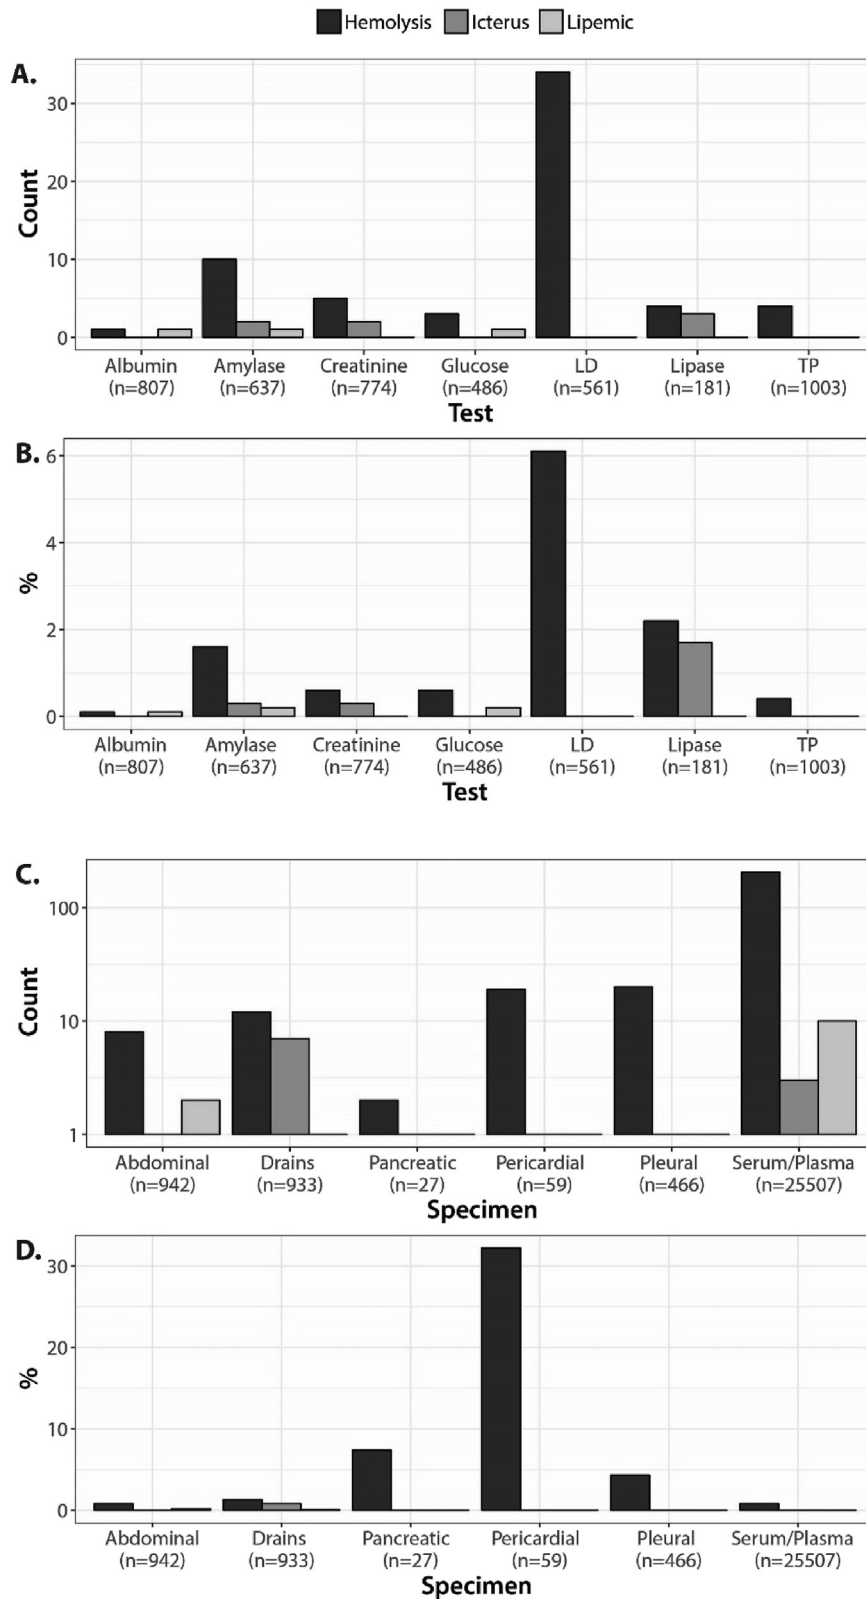 Hemolysis Icterus Lipemic
A.
Count
30
20
10
0
Albumin Amylase Creatinine Glucose LD Lipase TP
(n=807) (n=637) (n=774) (n=486) (n=561) (n=181) (n=1003)
Test
B.
%
6
4
2
0
Albumin Amylase Creatinine Glucose LD Lipase TP
(n=807) (n=637) (n=774) (n=486) (n=561) (n=181) (n=1003)
Test
C.
Count
100
10
1
Abdominal Drains Pancreatic Pericardial Pleural Serum/Plasma
(n=942) (n=933) (n=27) (n=59) (n=466) (n=25507)
Specimen
D.
%
30
20
10
0
Abdominal Drains Pancreatic Pericardial Pleural Serum/Plasma
(n=942) (n=933) (n=27) (n=59) (n=466) (n=25507)
Specimen